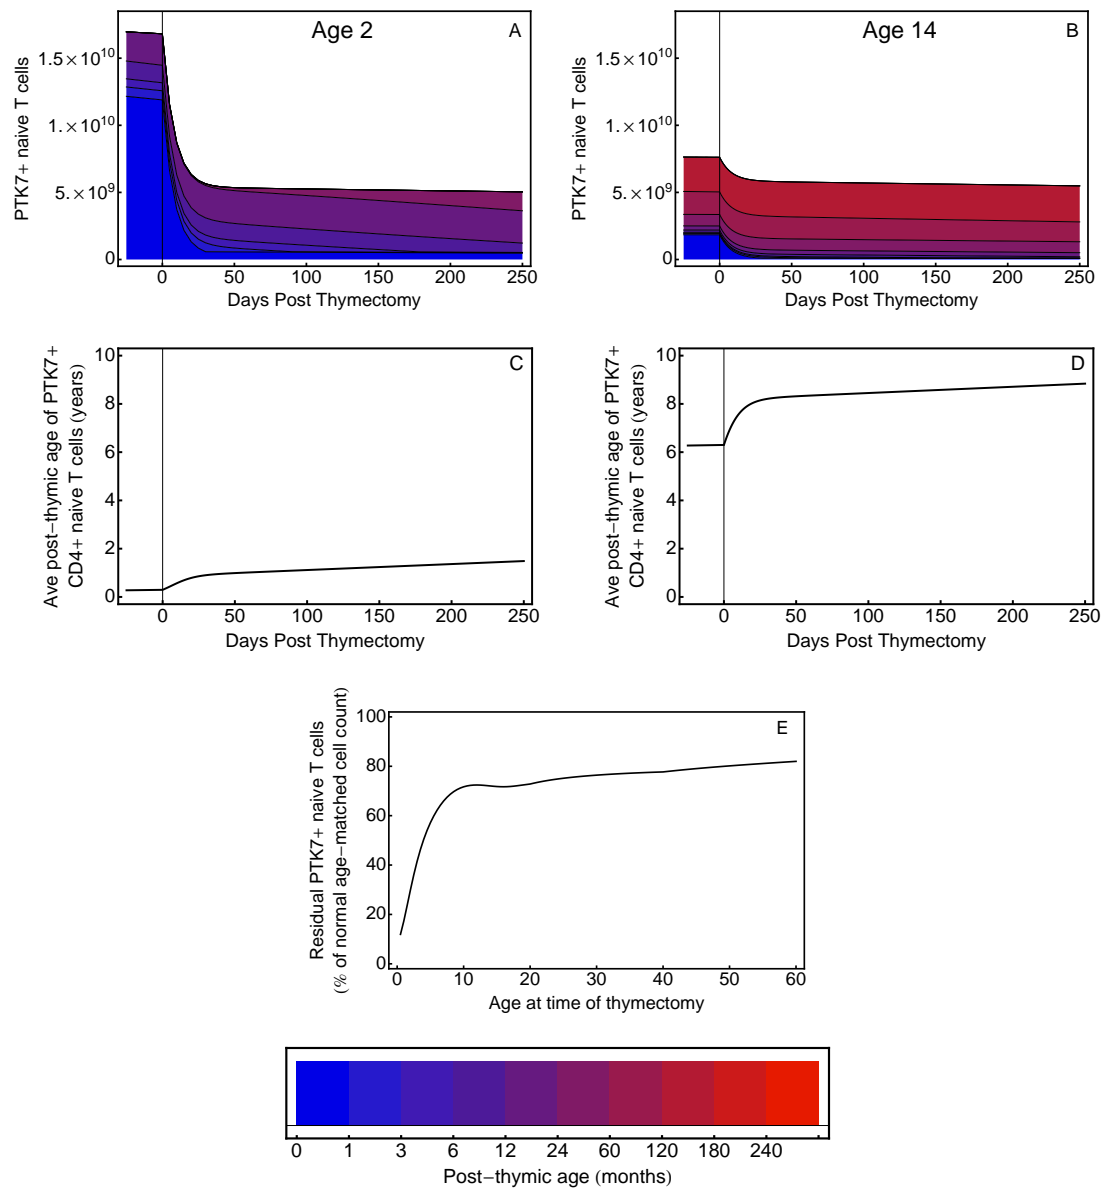 Age 2
A
PTK7+ naive T cells
1.5×10^10
1.×10^10
5.×10^9
0
0 50 100 150 200 250
Days Post Thymectomy
Age 14
B
PTK7+ naive T cells
1.5×10^10
1.×10^10
5.×10^9
0
0 50 100 150 200 250
Days Post Thymectomy
C
Ave post−thymic age of PTK7+
CD4+ naive T cells (years)
10
8
6
4
2
0
0 50 100 150 200 250
Days Post Thymectomy
D
Ave post−thymic age of PTK7+
CD4+ naive T cells (years)
10
8
6
4
2
0
0 50 100 150 200 250
Days Post Thymectomy
E
Residual PTK7+ naive T cells
(% of normal age−matched cell count)
100
80
60
40
20
0
0 10 20 30 40 50 60
Age at time of thymectomy
0 1 3 6 12 24 60 120 180 240
Post−thymic age (months)